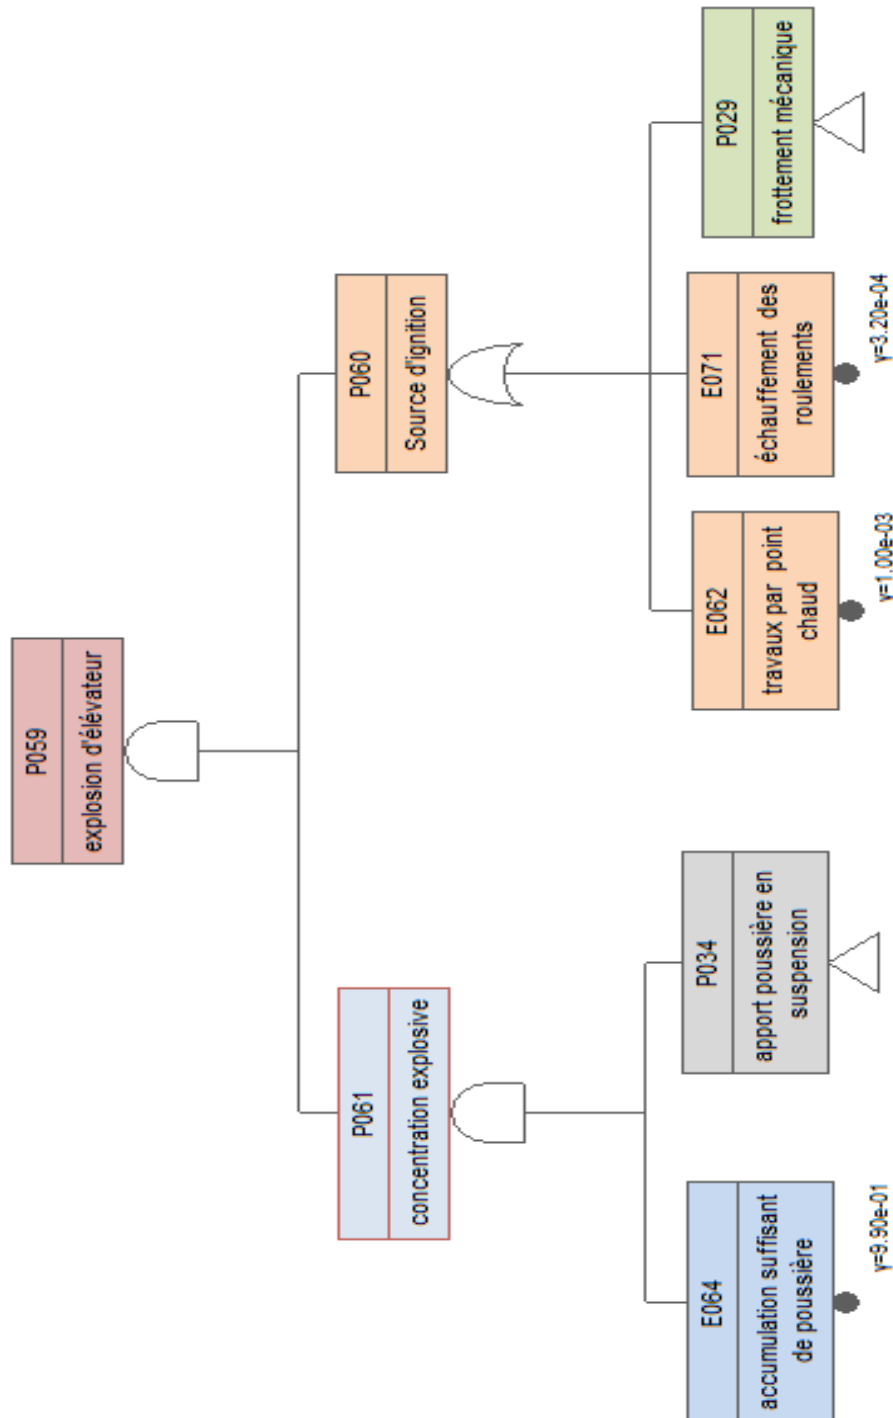 P059
explosion d'élévateur
P061
concentration explosive
P060
Source d'ignition
E064
accumulation suffisant
de poussière
γ=9.90e-01
P034
apport poussière en
suspension
E062
travaux par point
chaud
γ=1.00e-03
E071
échauffement des
roulements
γ=3.20e-04
P029
frottement mécanique